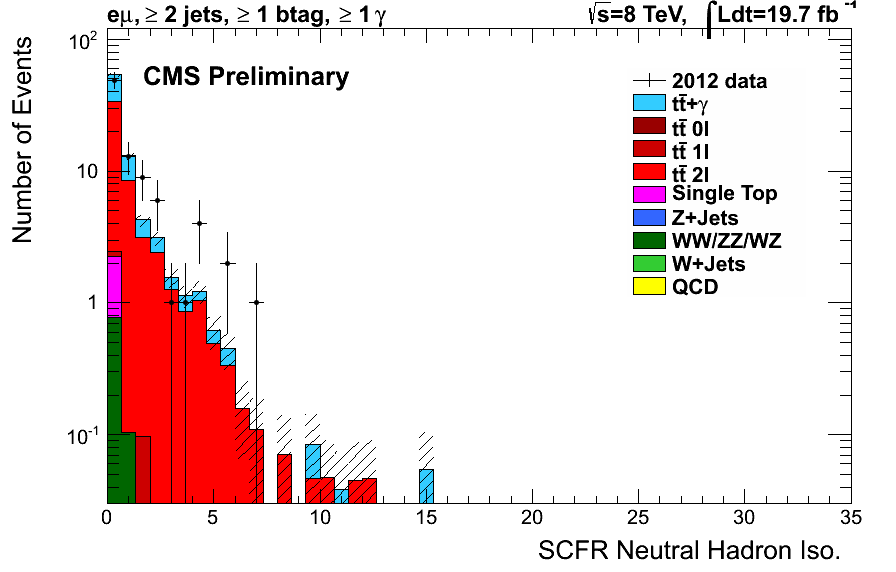 eμ, ≥ 2 jets, ≥ 1 btag, ≥ 1 γ
√s=8 TeV, ∫Ldt=19.7 fb⁻¹
CMS Preliminary
Number of Events
10²
10
1
10⁻¹
2012 data
tt̄+γ
tt̄ 0l
tt̄ 1l
tt̄ 2l
Single Top
Z+Jets
WW/ZZ/WZ
W+Jets
QCD
0 5 10 15 20 25 30 35
SCFR Neutral Hadron Iso.